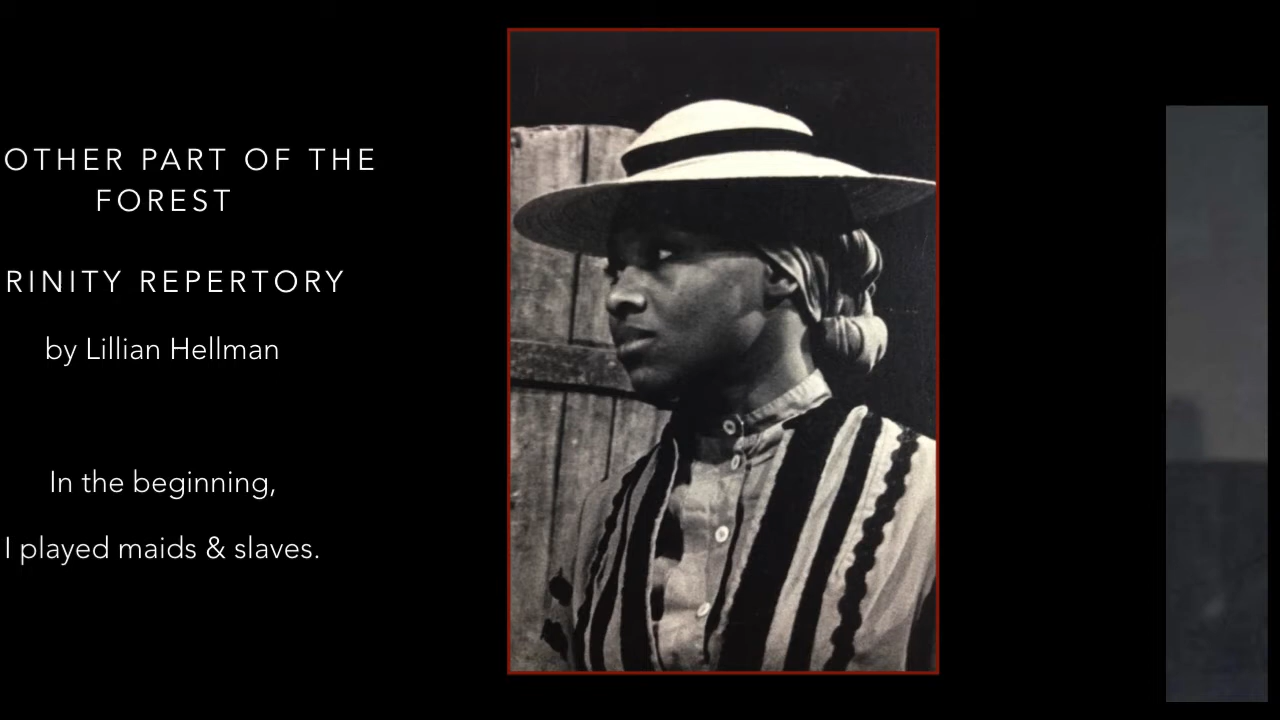 OTHER PART OF THE
FOREST
RINITY REPERTORY
by Lillian Hellman
In the beginning,
I played maids & slaves.